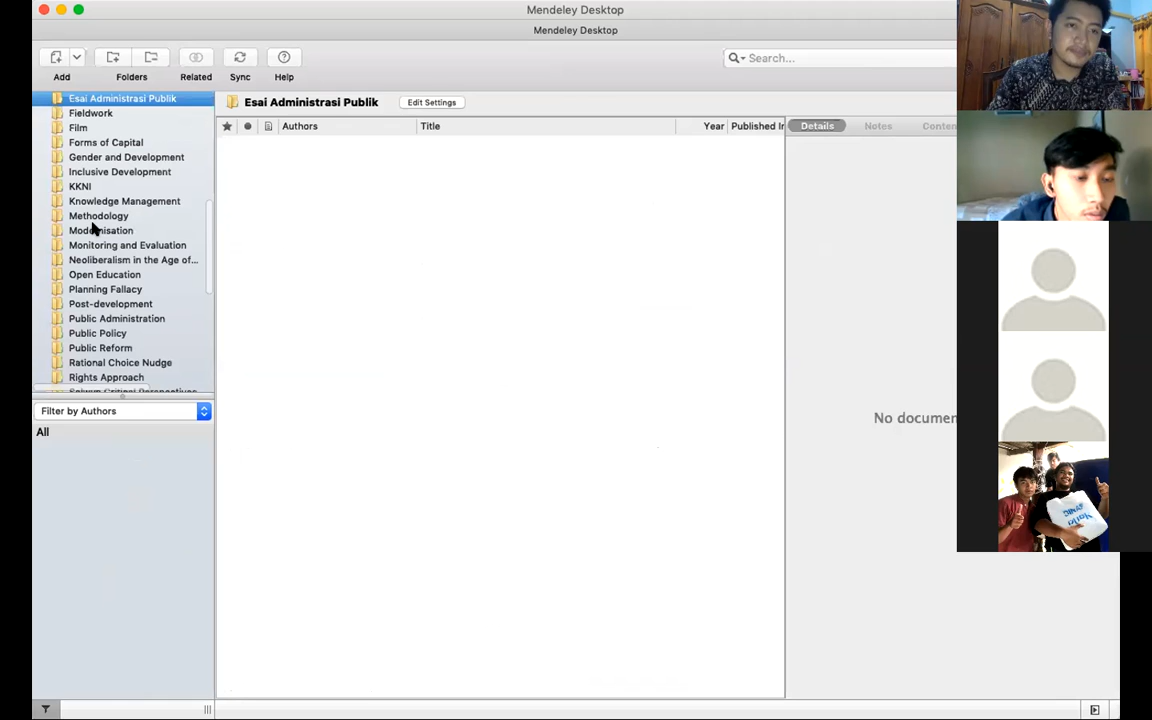 Mendeley Desktop
Mendeley Desktop
Search...
Add
Folders
Related
Sync
Help
Esai Administrasi Publik
Fieldwork
Film
Forms of Capital
Gender and Development
Inclusive Development
KKNI
Knowledge Management
Methodology
Modernisation
Monitoring and Evaluation
Neoliberalism in the Age of...
Open Education
Planning Fallacy
Post-development
Public Administration
Public Policy
Public Reform
Rational Choice Nudge
Rights Approach
Filter by Authors
All
Esai Administrasi Publik
Edit Settings
Authors
Title
Year
Published In
Details
Notes
Conten
No documen